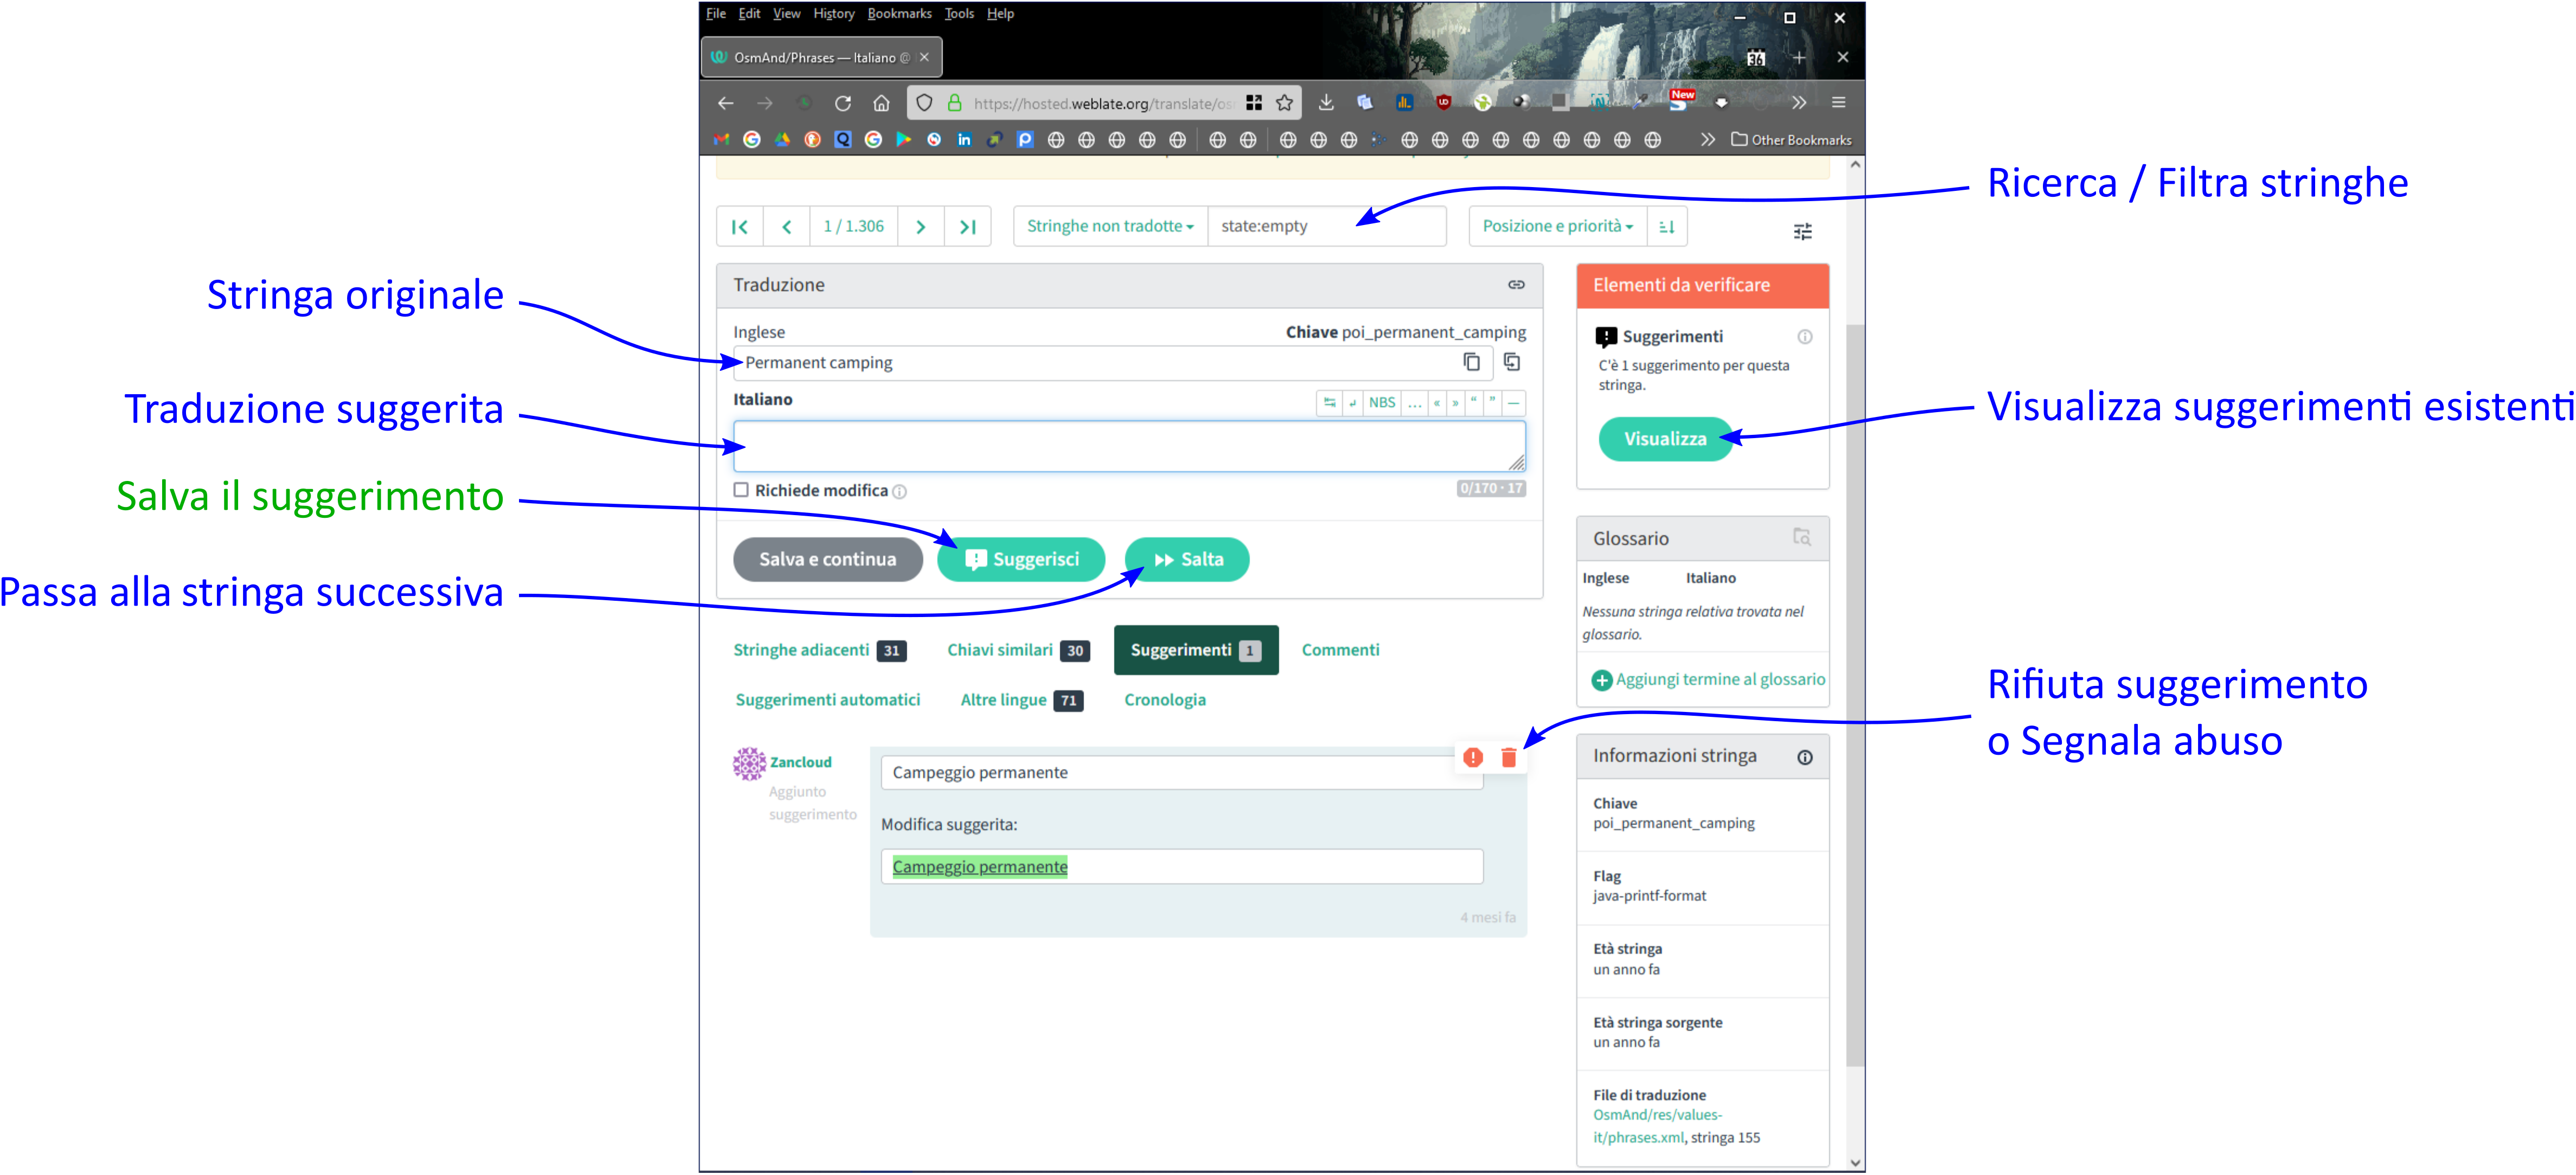 File Edit View History Bookmarks Tools Help
OsmAnd/Phrases — Italiano @
36
https://hosted.weblate.org/translate/os
New
Other Bookmarks
Ricerca / Filtra stringhe
1 / 1.306
Stringhe non tradotte
state:empty
Posizione e priorità
Stringa originale
Traduzione
Elementi da verificare
Inglese
Chiave poi_permanent_camping
Permanent camping
Suggerimenti
C'è 1 suggerimento per questa
stringa.
Traduzione suggerita
Italiano
NBS … « » “ ” —
Visualizza suggerimenti esistenti
Visualizza
Salva il suggerimento
Richiede modifica
0/170 · 17
Salva e continua
Suggerisci
Salta
Passa alla stringa successiva
Glossario
Inglese Italiano
Nessuna stringa relativa trovata nel
glossario.
Aggiungi termine al glossario
Stringhe adiacenti 31
Chiavi similari 30
Suggerimenti 1
Commenti
Suggerimenti automatici
Altre lingue 71
Cronologia
Rifiuta suggerimento
o Segnala abuso
Zancloud
Aggiunto
suggerimento
Campeggio permanente
Modifica suggerita:
Campeggio permanente
4 mesi fa
Informazioni stringa
Chiave
poi_permanent_camping
Flag
java-printf-format
Età stringa
un anno fa
Età stringa sorgente
un anno fa
File di traduzione
OsmAnd/res/values-
it/phrases.xml, stringa 155